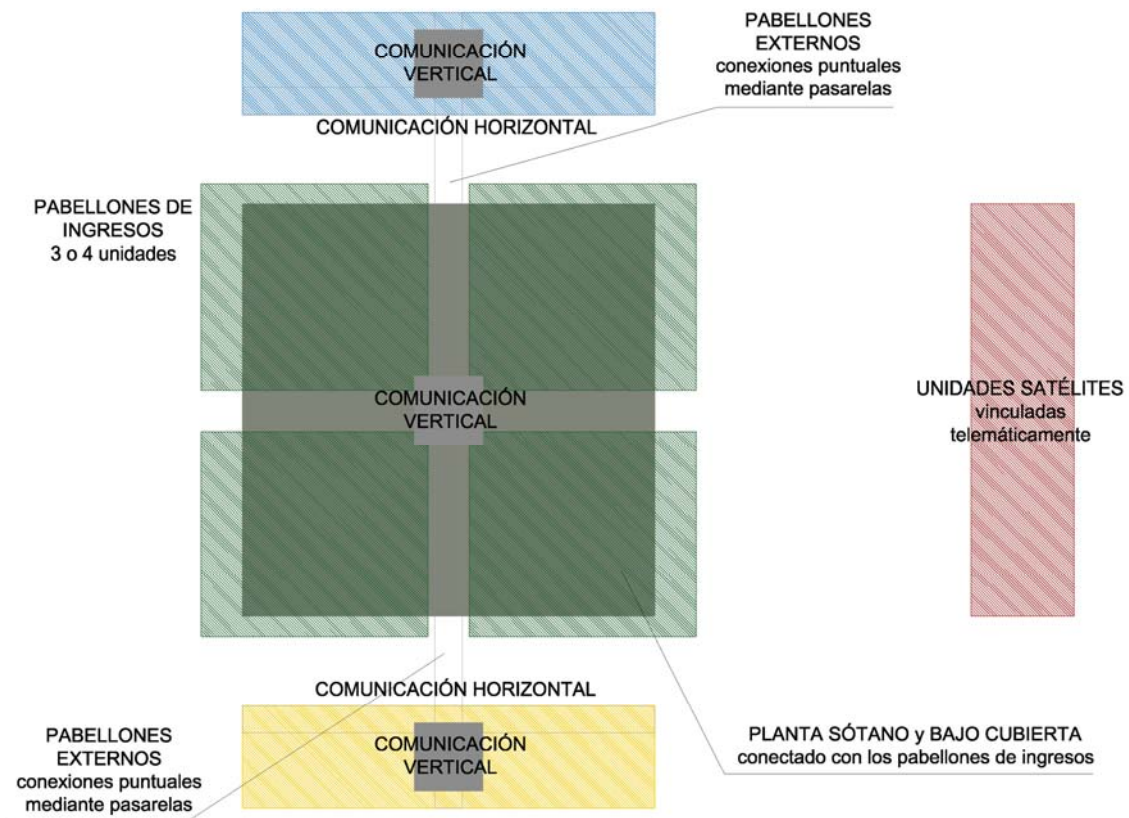 PABELLONES
EXTERNOS
conexiones puntuales
mediante pasarelas
COMUNICACIÓN
VERTICAL
COMUNICACIÓN HORIZONTAL
PABELLONES DE
INGRESOS
3 o 4 unidades
COMUNICACIÓN
VERTICAL
UNIDADES SATÉLITES
vinculadas
telemáticamente
COMUNICACIÓN HORIZONTAL
PABELLONES
EXTERNOS
conexiones puntuales
mediante pasarelas
COMUNICACIÓN
VERTICAL
PLANTA SÓTANO y BAJO CUBIERTA
conectado con los pabellones de ingresos